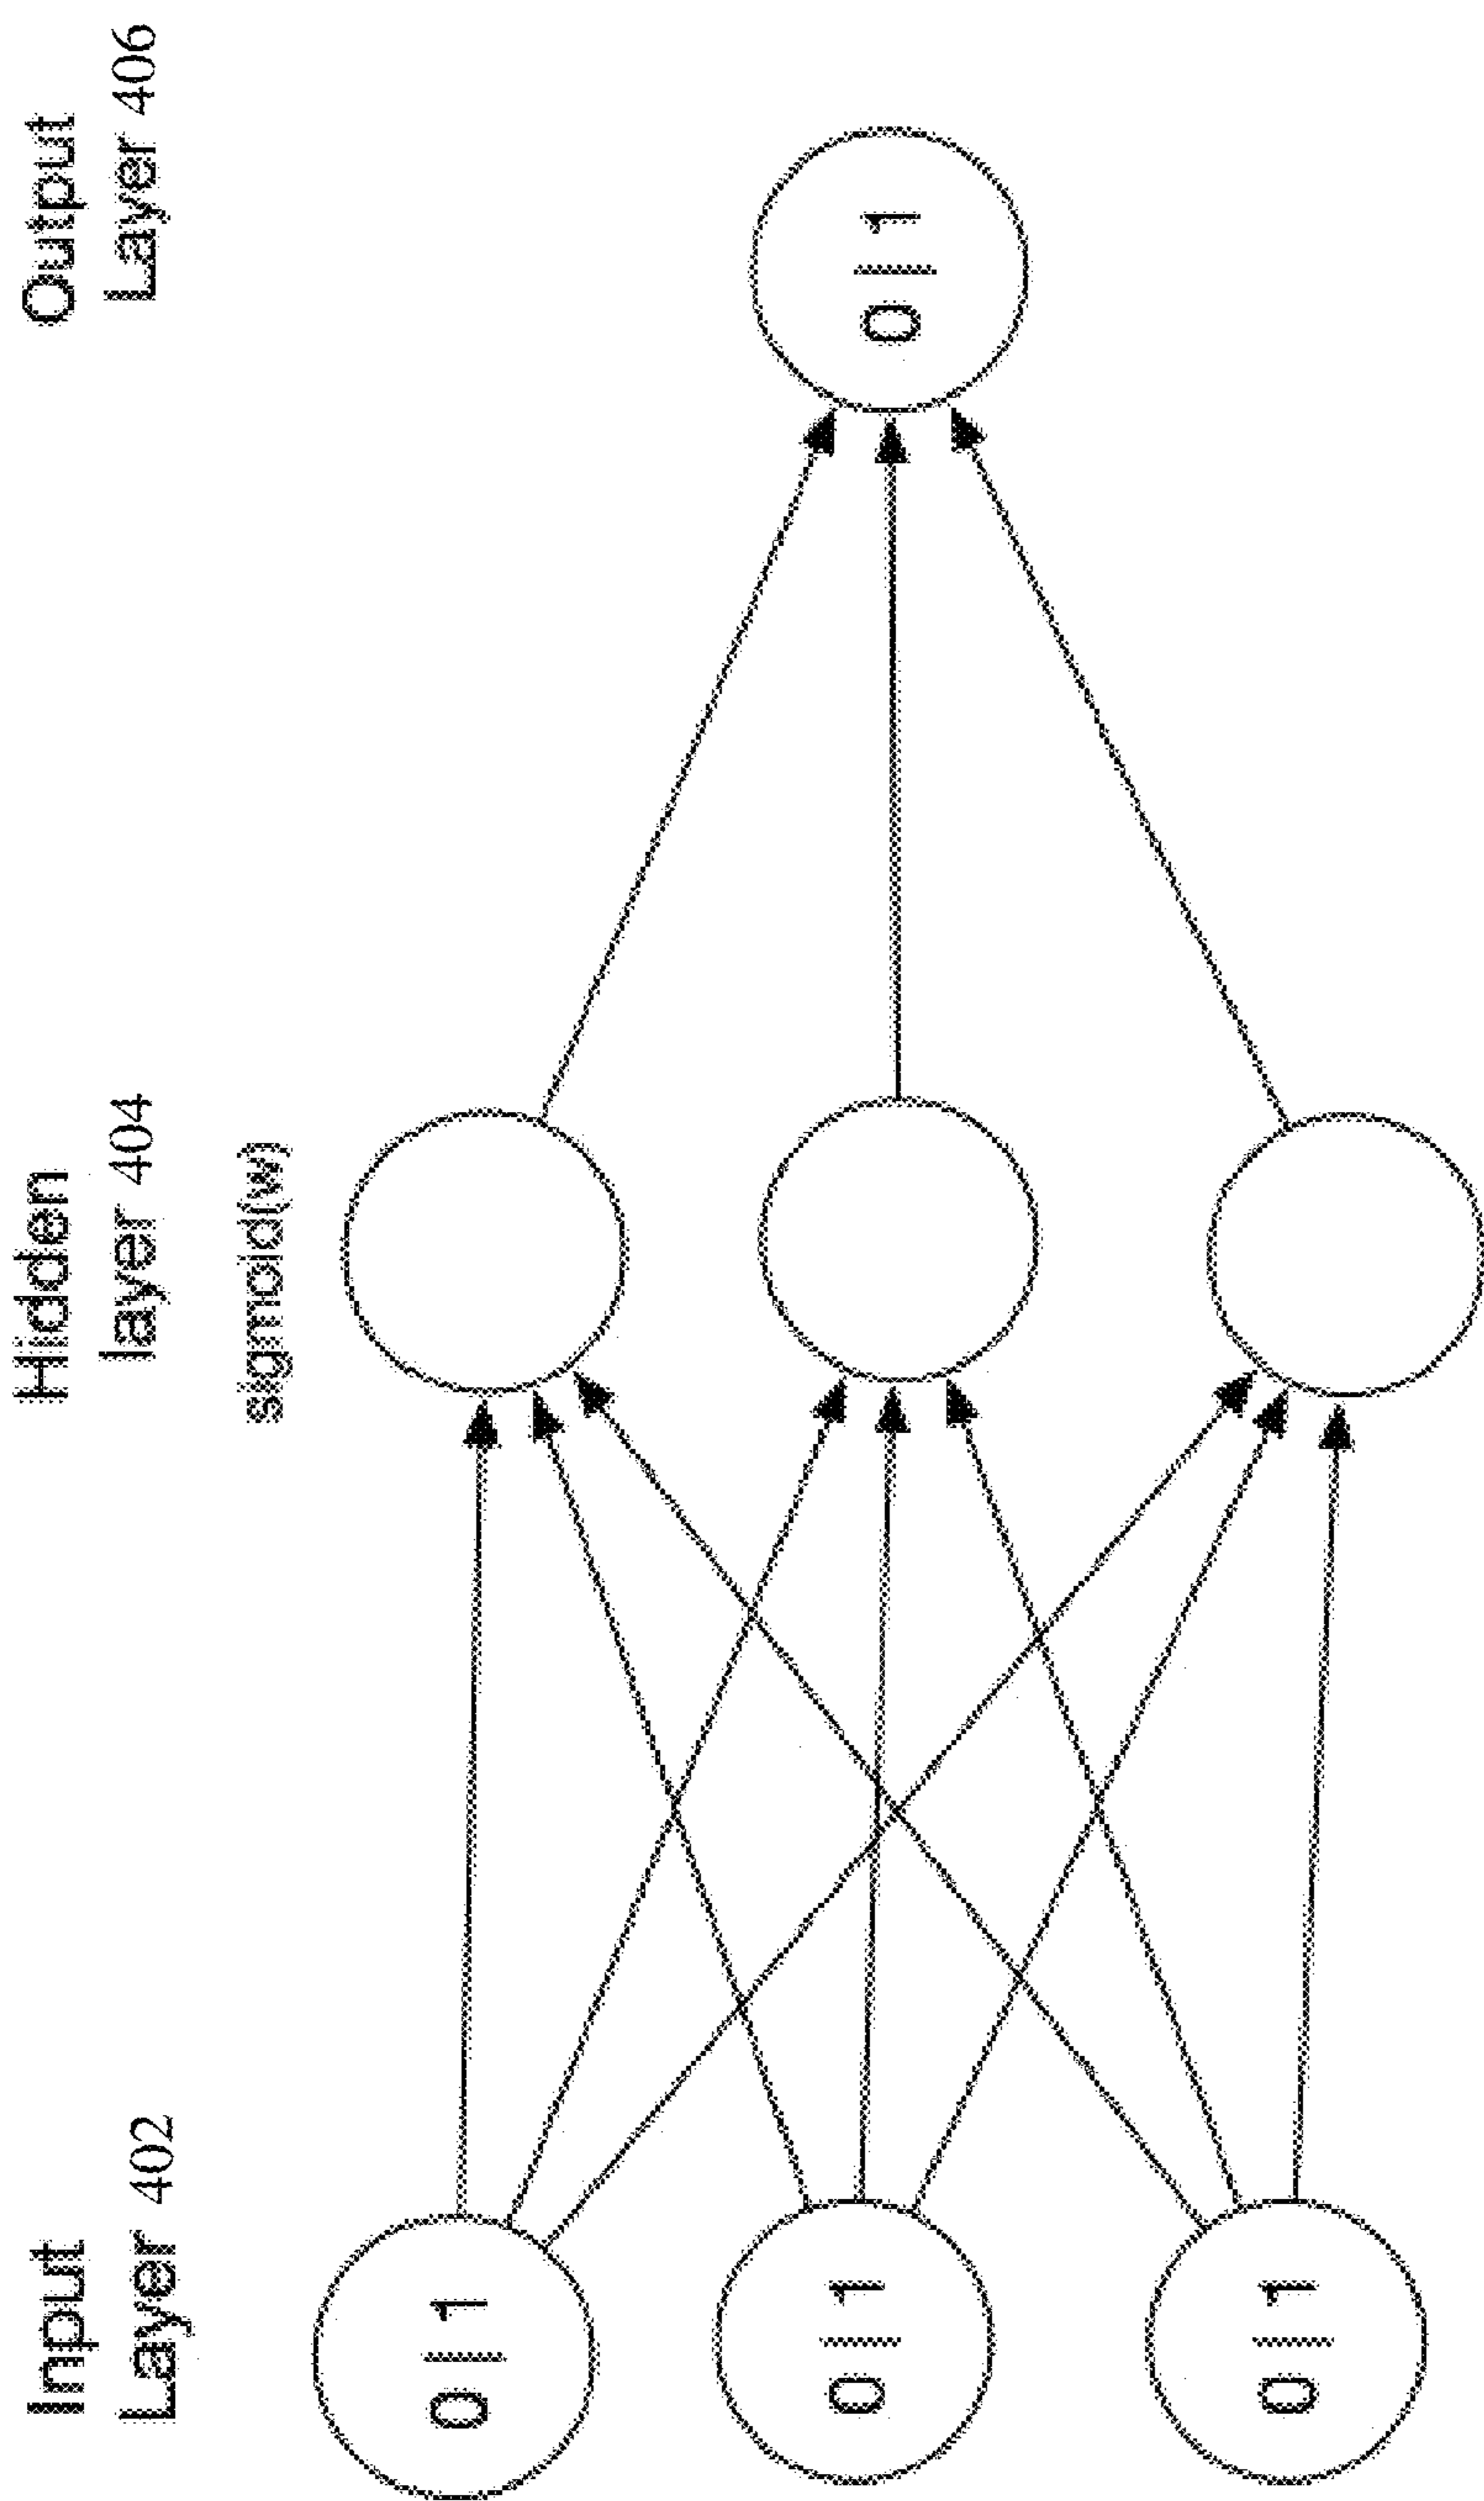 Input
Layer 402
Hidden
layer 404
Output
Layer 406
sigmoid(w)
0 | 1
0 | 1
0 | 1
0 | 1